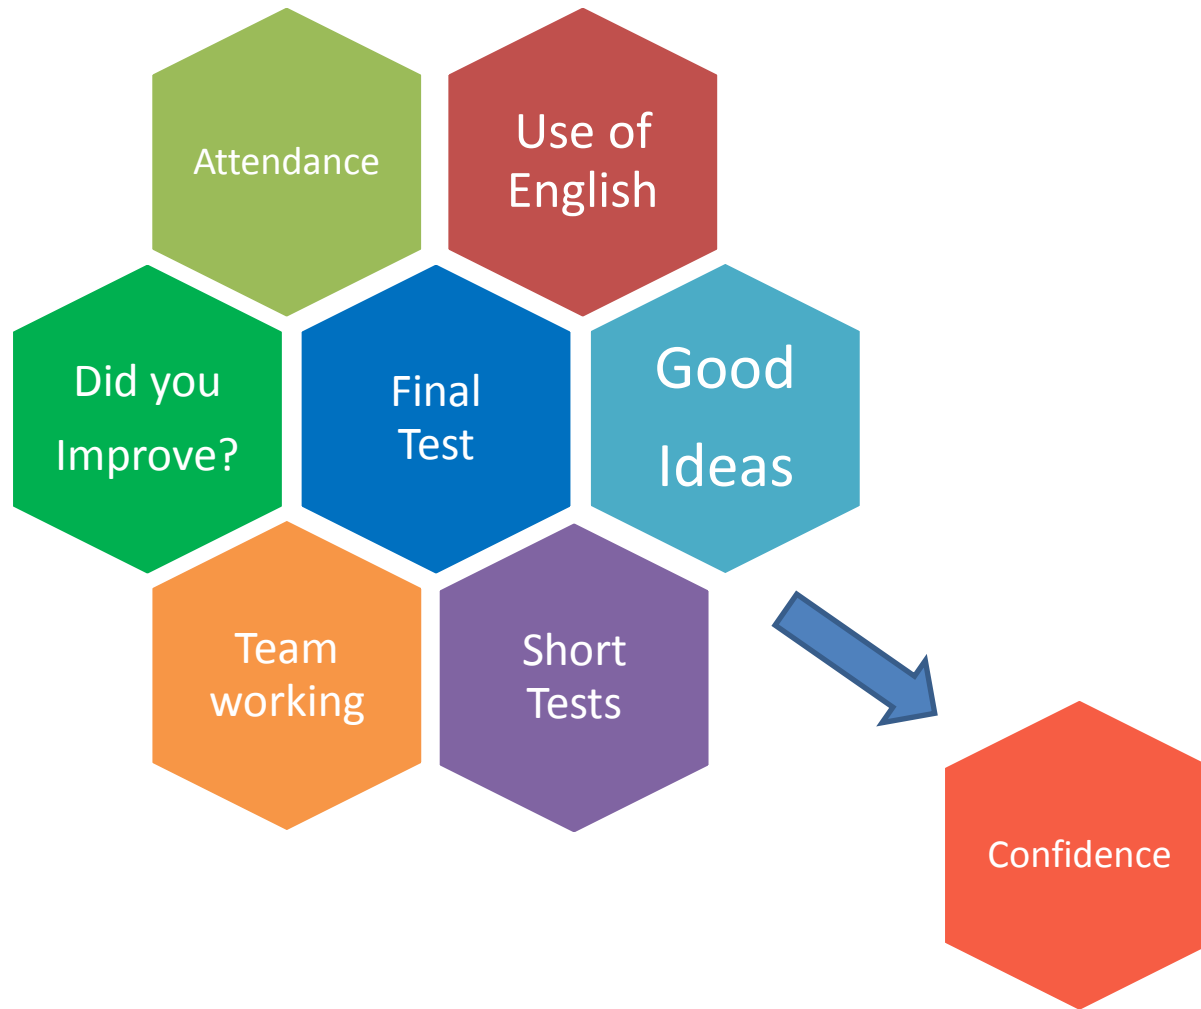 Attendance
Use of
English
Did you
Improve?
Final
Test
Good
Ideas
Team
working
Short
Tests
Confidence